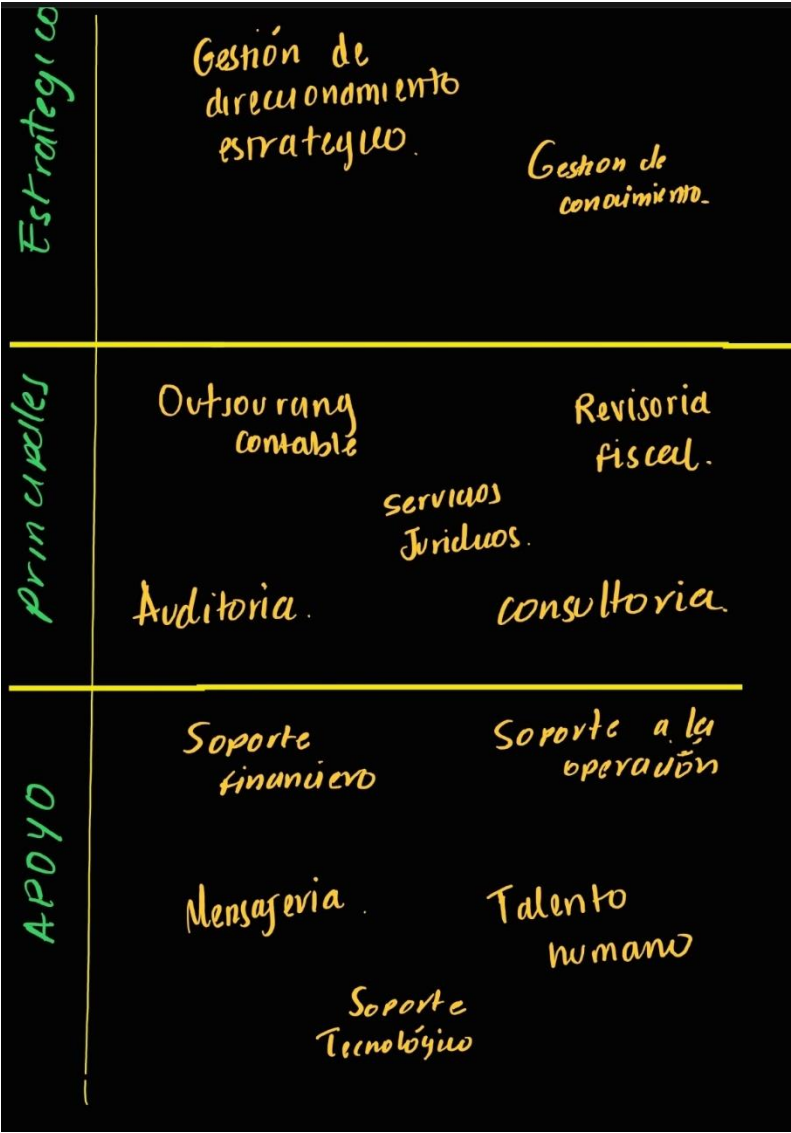 Estrategico
Gestión de
direccionamiento
estrategico.
Gestion de
conocimiento.
Principales
Outsourcing
contable
Revisoria
fiscal.
Servicios
Juridicos.
Auditoria.
consultoria.
APOYO
Soporte
financiero
Soporte a la
operación
Mensajeria.
Talento
humano
Soporte
Tecnológico